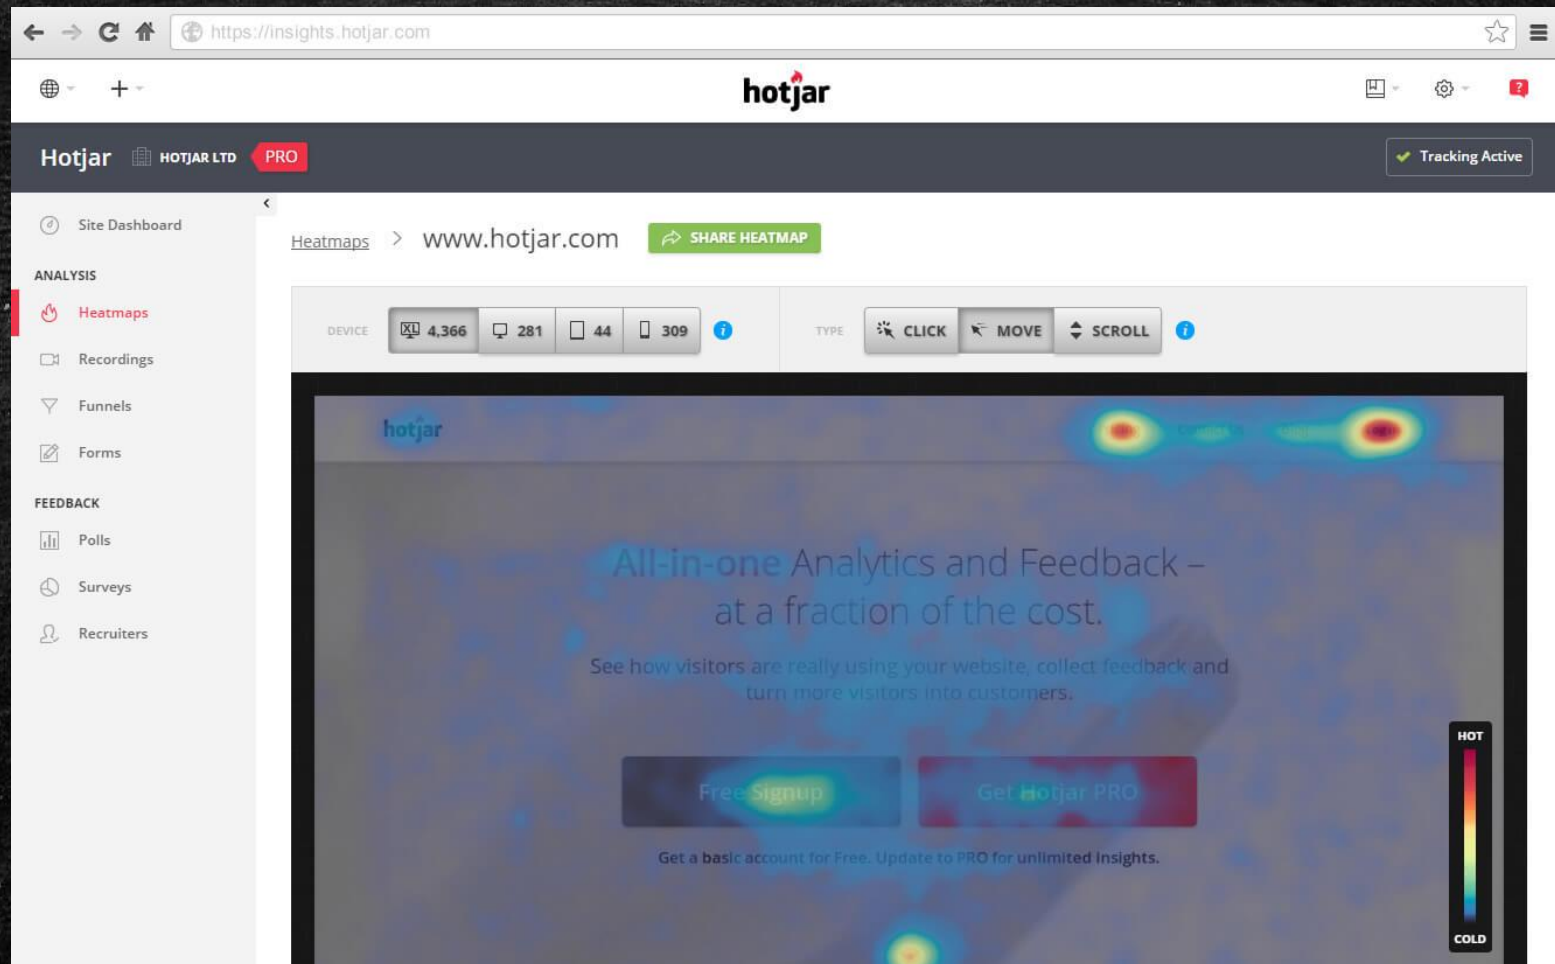 https://insights.hotjar.com
hotjar
?
Hotjar HOTJAR LTD PRO
Tracking Active
Site Dashboard
ANALYSIS
Heatmaps
Recordings
Funnels
Forms
FEEDBACK
Polls
Surveys
Recruiters
Heatmaps > www.hotjar.com SHARE HEATMAP
DEVICE XL 4,366 281 44 309 i TYPE CLICK MOVE SCROLL i
hotjar
All-in-one Analytics and Feedback –
at a fraction of the cost.
See how visitors are really using your website, collect feedback and
turn more visitors into customers.
Free Signup Get Hotjar PRO
Get a basic account for Free. Update to PRO for unlimited Insights.
HOT
COLD